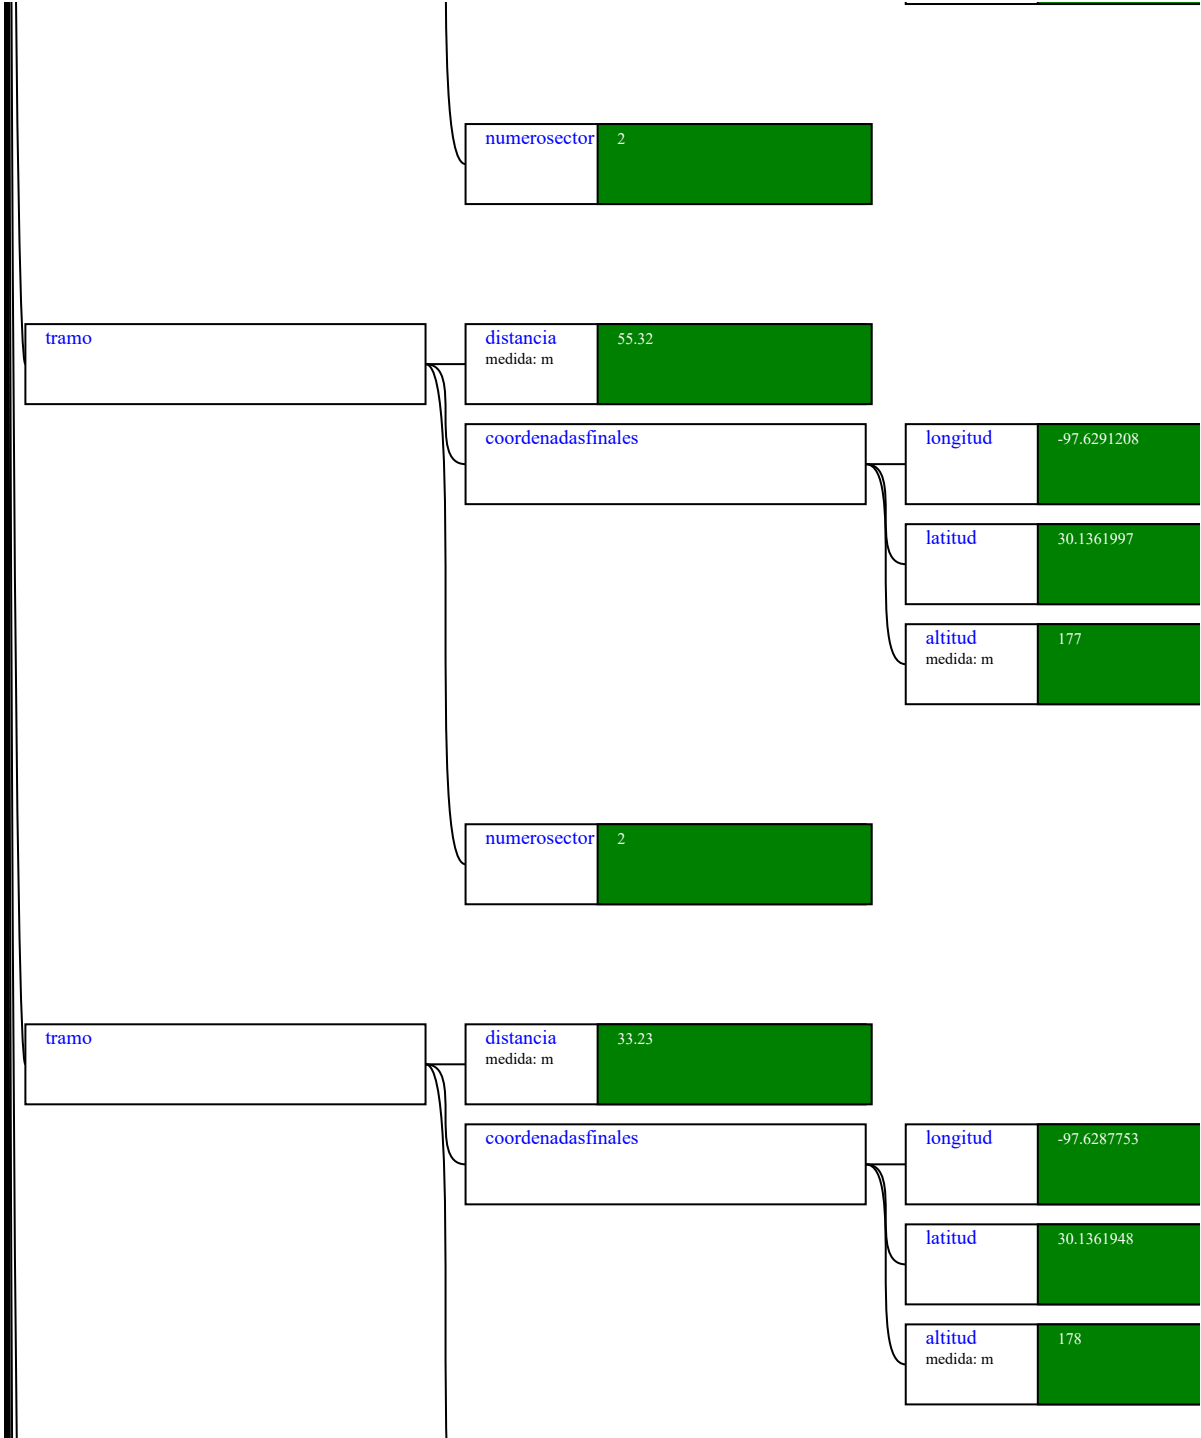 numerosector 2
tramo
distancia 55.32
medida: m
coordenadasfinales
longitud -97.6291208
latitud 30.1361997
altitud 177
medida: m
numerosector 2
tramo
distancia 33.23
medida: m
coordenadasfinales
longitud -97.6287753
latitud 30.1361948
altitud 178
medida: m